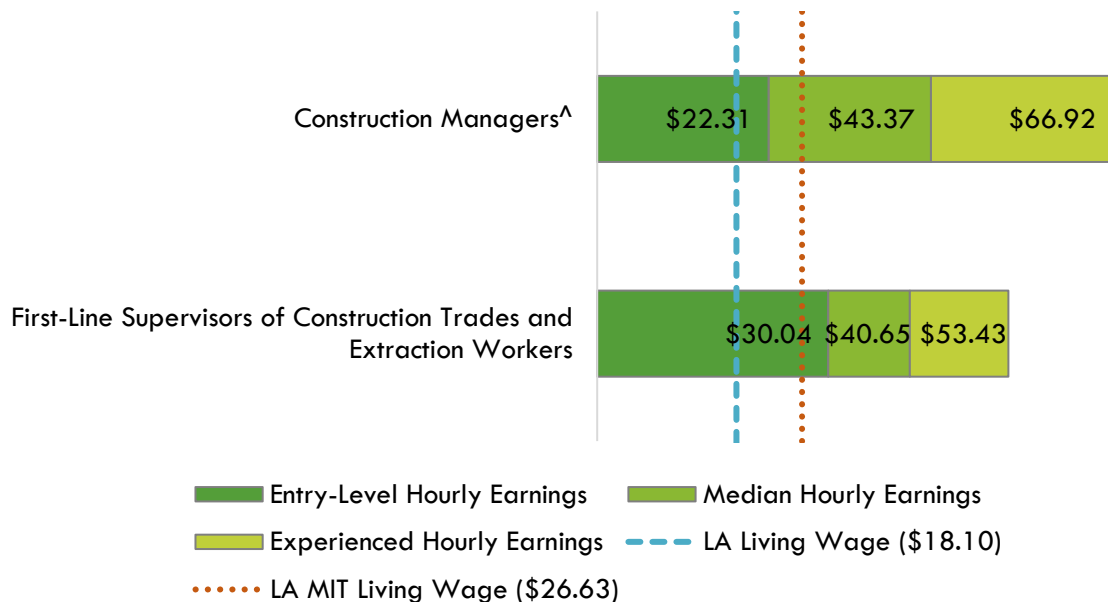 Construction Managers^
$22.31 $43.37 $66.92
First-Line Supervisors of Construction Trades and
Extraction Workers
$30.04 $40.65 $53.43
Entry-Level Hourly Earnings
Median Hourly Earnings
Experienced Hourly Earnings
LA Living Wage ($18.10)
LA MIT Living Wage ($26.63)